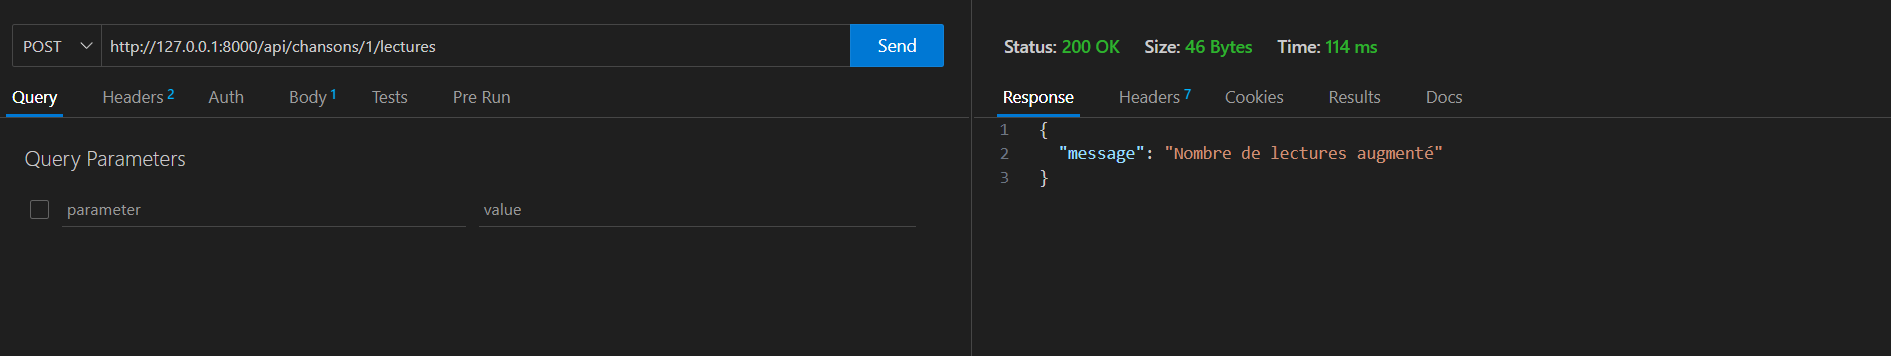 POST http://127.0.0.1:8000/api/chansons/1/lectures Send
Query Headers 2 Auth Body 1 Tests Pre Run
Query Parameters
parameter value
Status: 200 OK Size: 46 Bytes Time: 114 ms
Response Headers 7 Cookies Results Docs
1 {
2 "message": "Nombre de lectures augmenté"
3 }